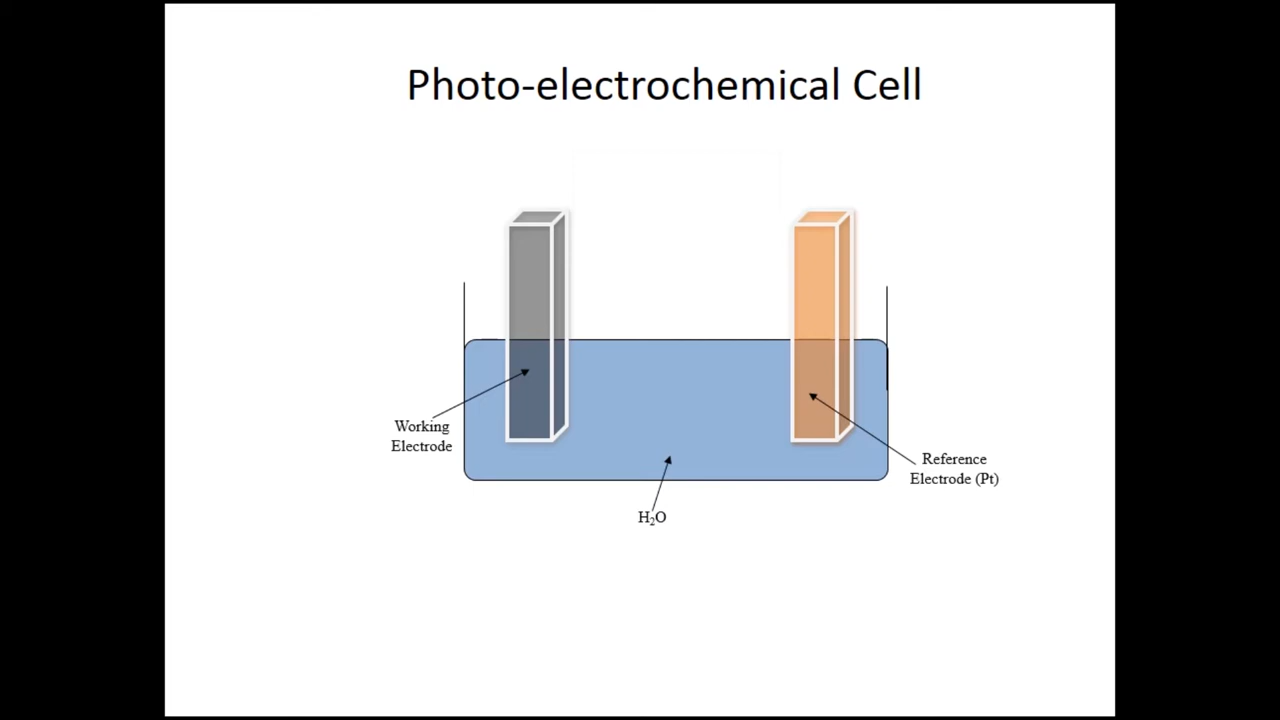 Photo-electrochemical Cell
Working
Electrode
Reference
Electrode (Pt)
H₂O